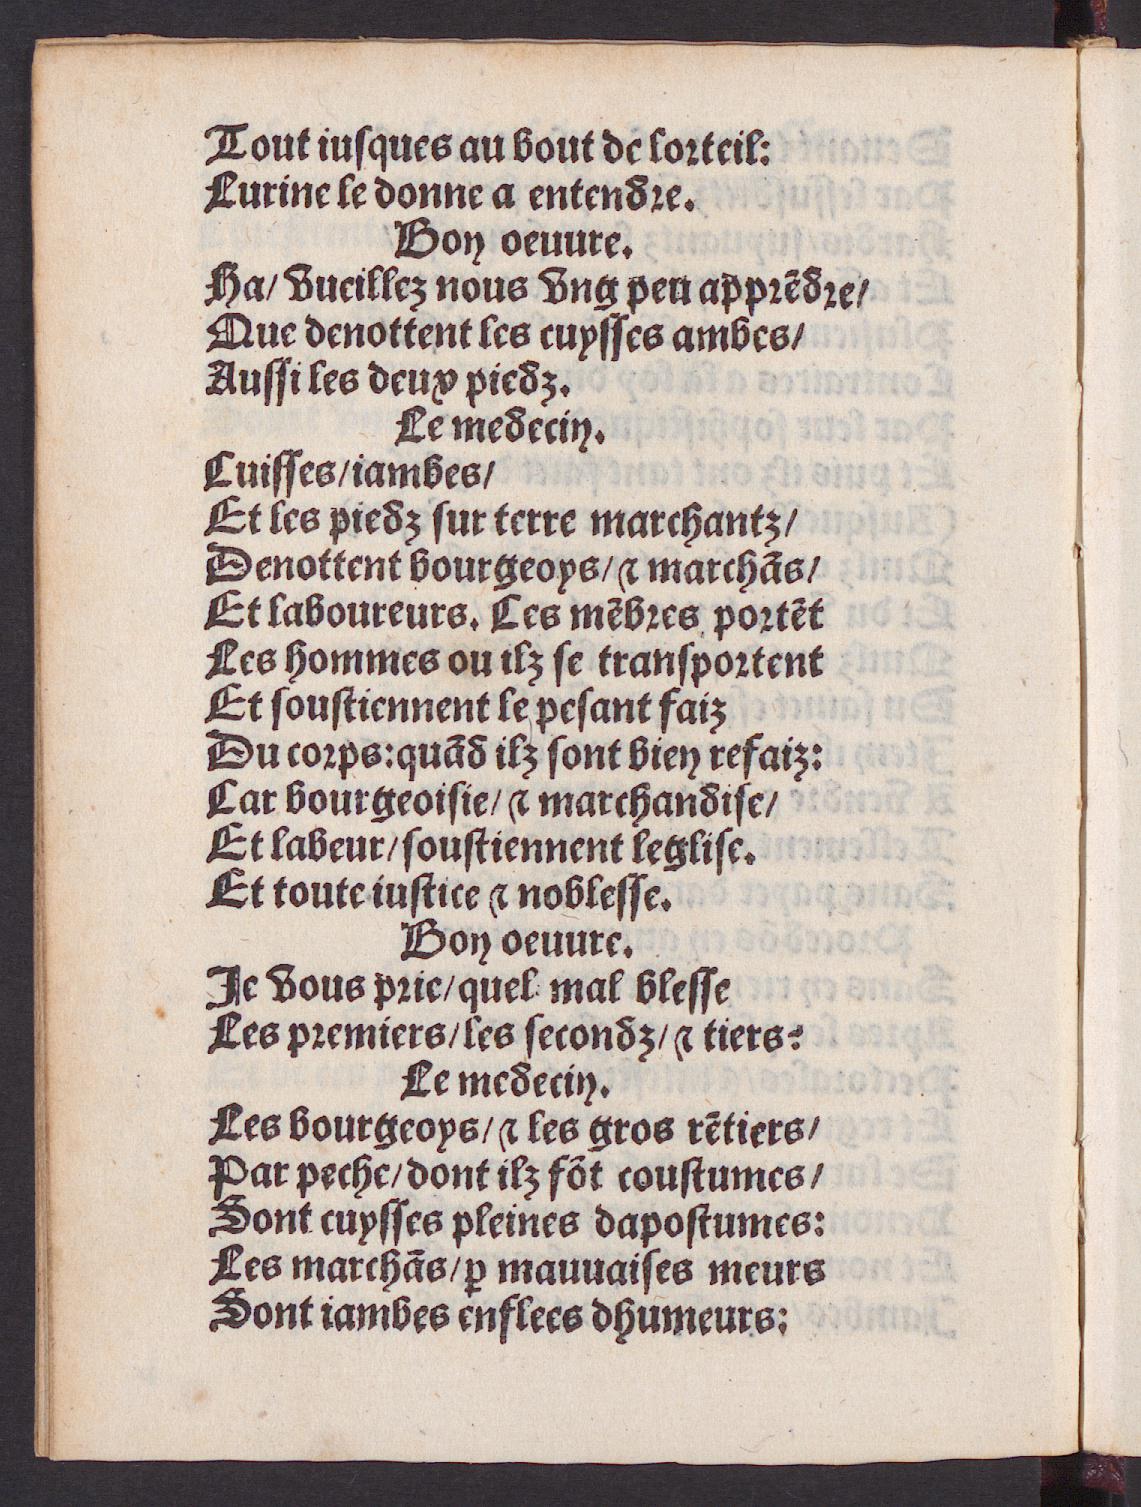 Tout iuſques au bout de lorteil:
Lurine le donne a entendre.
Bon oeuure.
Ha/ vueillez nous vng peu apprẽdre/
Que denottent les cuyſſes ambes/
Auſſi les deux piedz.
Le medecin.
Cuiſſes/iambes/
Et les piedz ſur terre marchantz/
Denottent bourgeoys/⁊ marchãs/
Et laboureurs. Ces mẽbres portẽt
Les hommes ou ilz ſe tranſportent
Et ſouſtiennent le peſant faiz
Du corps:quãd ilz ſont bien refaiz:
Car bourgeoiſie/⁊ marchandiſe/
Et labeur/ſouſtiennent legliſe.
Et toute iuſtice ⁊ nobleſſe.
Bon oeuure.
Je vous prie/quel mal bleſſe
Les premiers/les ſecondz/⁊ tiers?
Le medecin.
Les bourgeoys/⁊ les gros rẽtiers/
Par peche/dont ilz fõt couſtumes/
Sont cuyſſes pleines dapoſtumes:
Les marchãs/ꝑ mauuaiſes meurs
Sont iambes enflees dhumeurs: